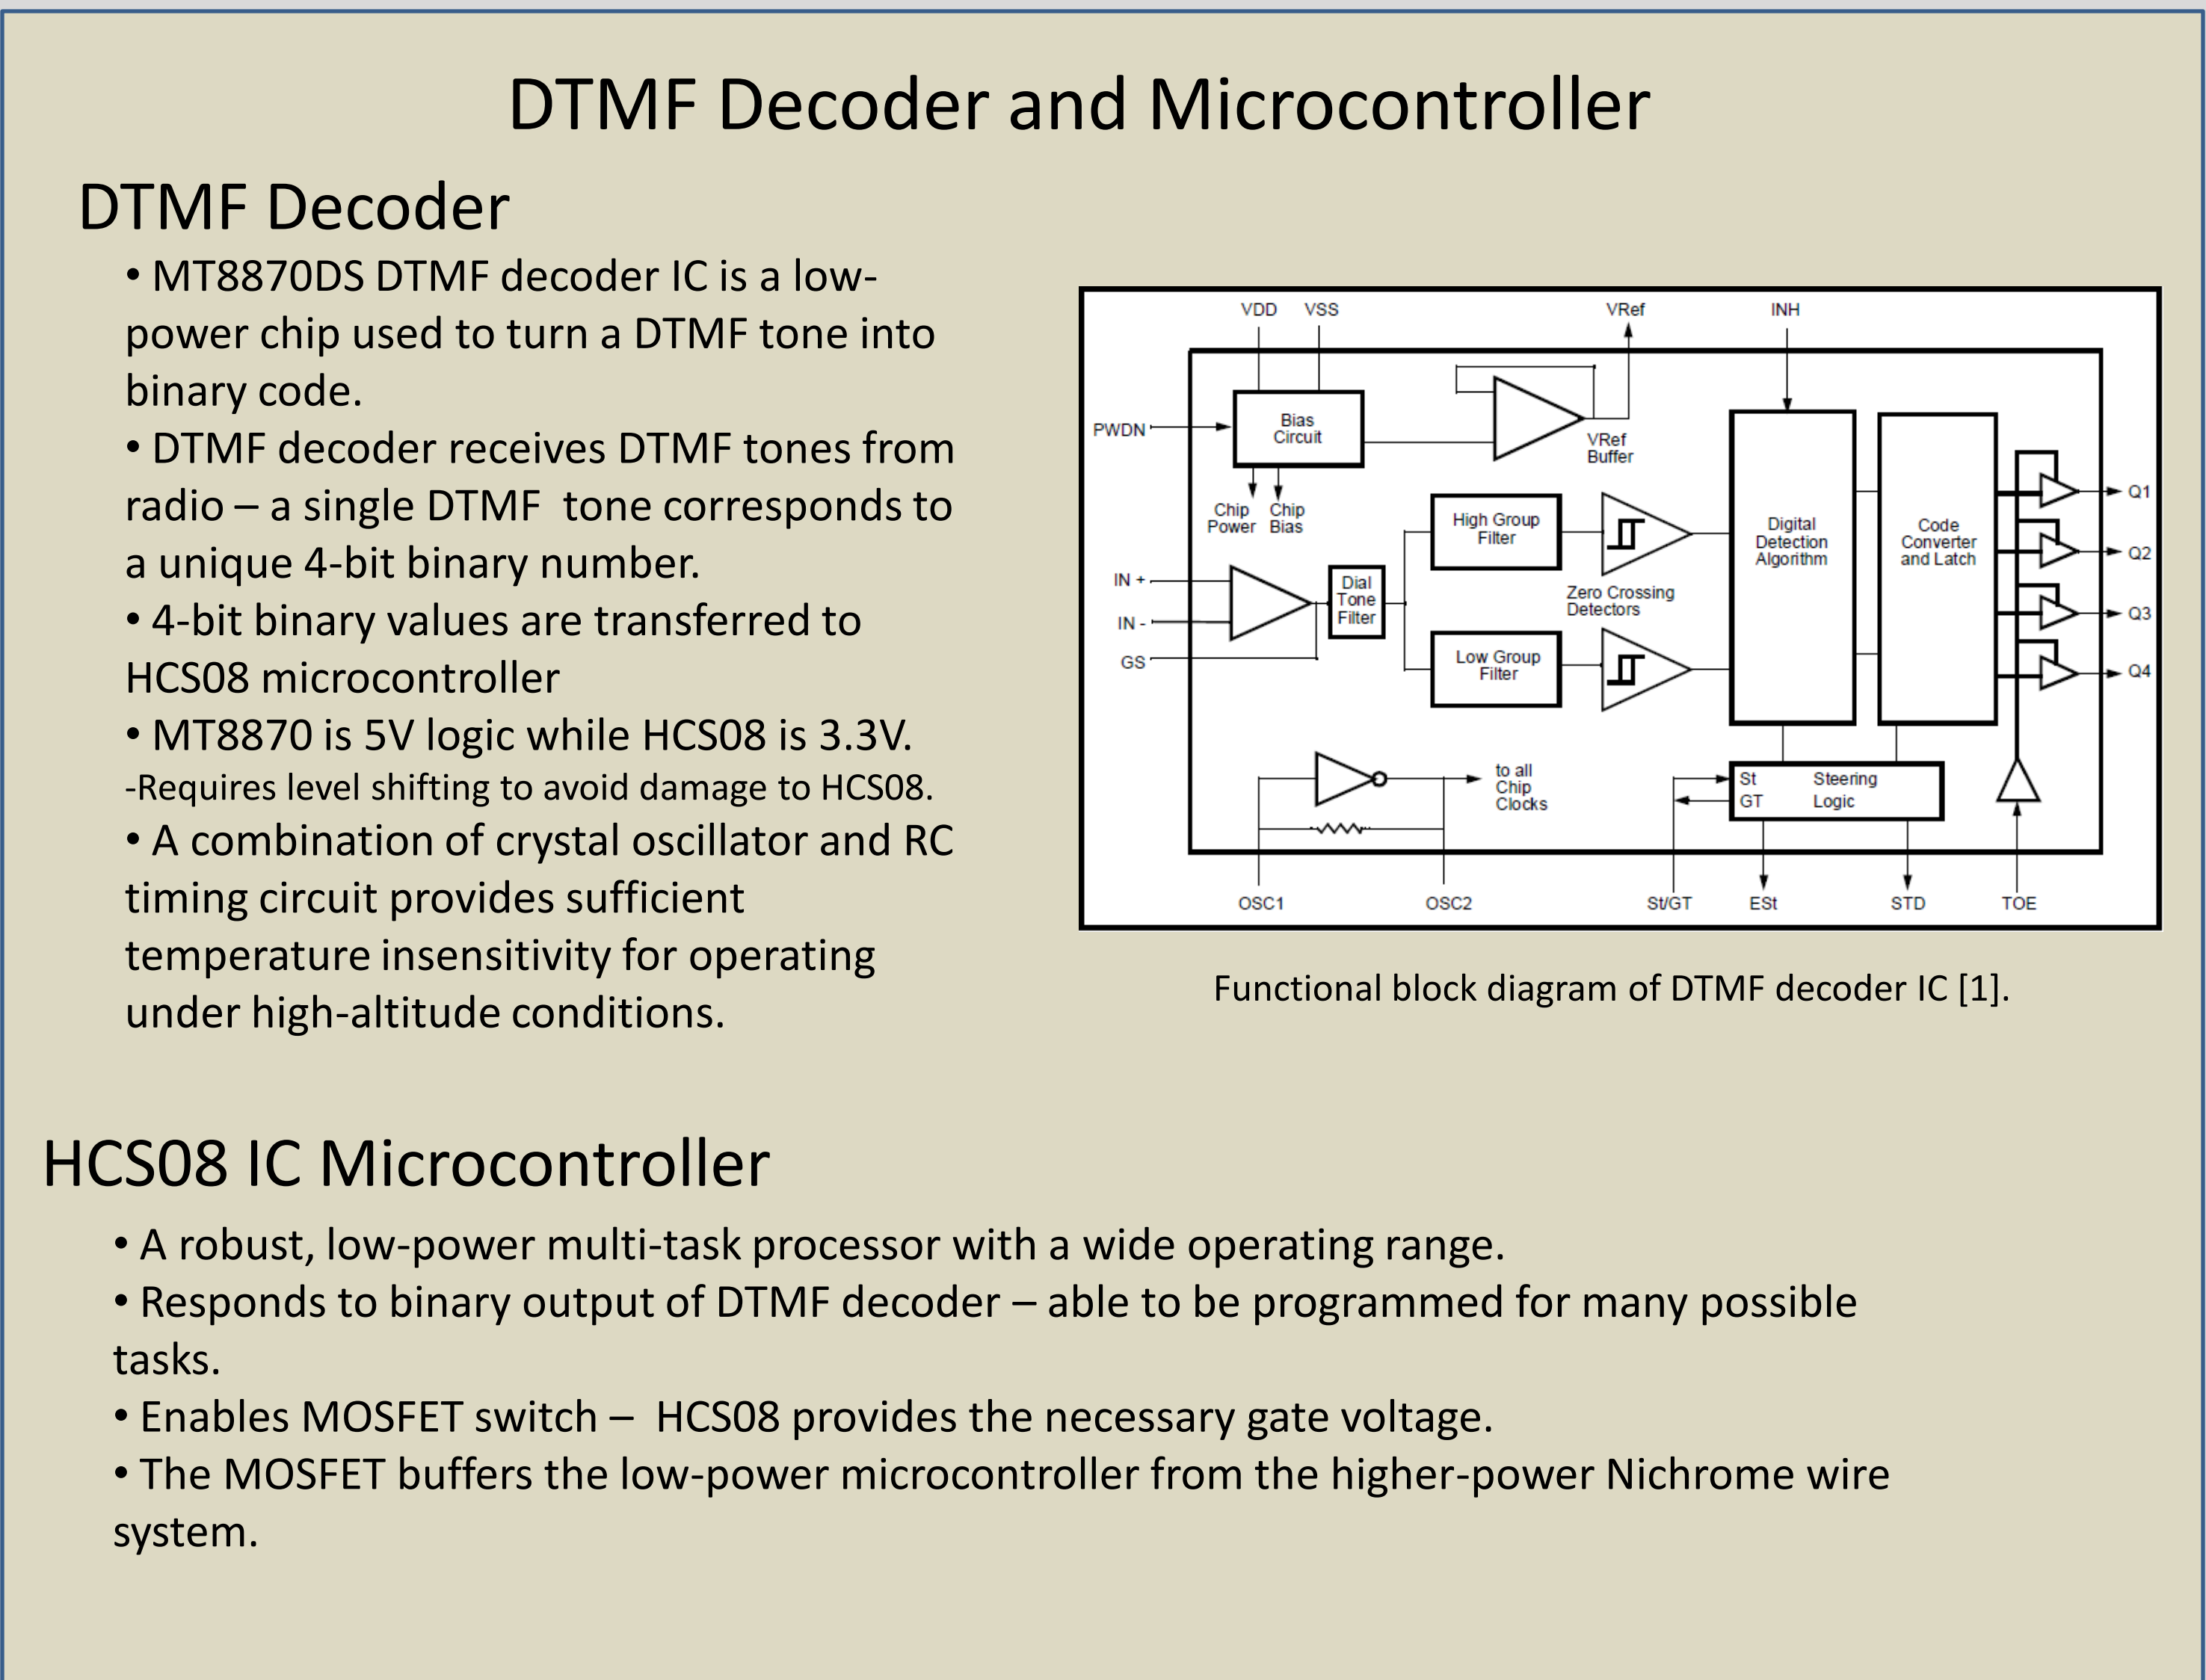 DTMF Decoder and Microcontroller
DTMF Decoder
• MT8870DS DTMF decoder IC is a low-
power chip used to turn a DTMF tone into
binary code.
• DTMF decoder receives DTMF tones from
radio – a single DTMF  tone corresponds to
a unique 4-bit binary number.
• 4-bit binary values are transferred to
HCS08 microcontroller
• MT8870 is 5V logic while HCS08 is 3.3V.
-Requires level shifting to avoid damage to HCS08.
• A combination of crystal oscillator and RC
timing circuit provides sufficient
temperature insensitivity for operating
under high-altitude conditions.
VDD
VSS
VRef
INH
PWDN
Bias
Circuit
VRef
Buffer
Chip
Power
Chip
Bias
High Group
Filter
Digital
Detection
Algorithm
Code
Converter
and Latch
Q1
Q2
Q3
Q4
IN +
IN -
GS
Dial
Tone
Filter
Zero Crossing
Detectors
Low Group
Filter
to all
Chip
Clocks
St
GT
Steering
Logic
OSC1
OSC2
St/GT
ESt
STD
TOE
Functional block diagram of DTMF decoder IC [1].
HCS08 IC Microcontroller
• A robust, low-power multi-task processor with a wide operating range.
• Responds to binary output of DTMF decoder – able to be programmed for many possible
tasks.
• Enables MOSFET switch –  HCS08 provides the necessary gate voltage.
• The MOSFET buffers the low-power microcontroller from the higher-power Nichrome wire
system.